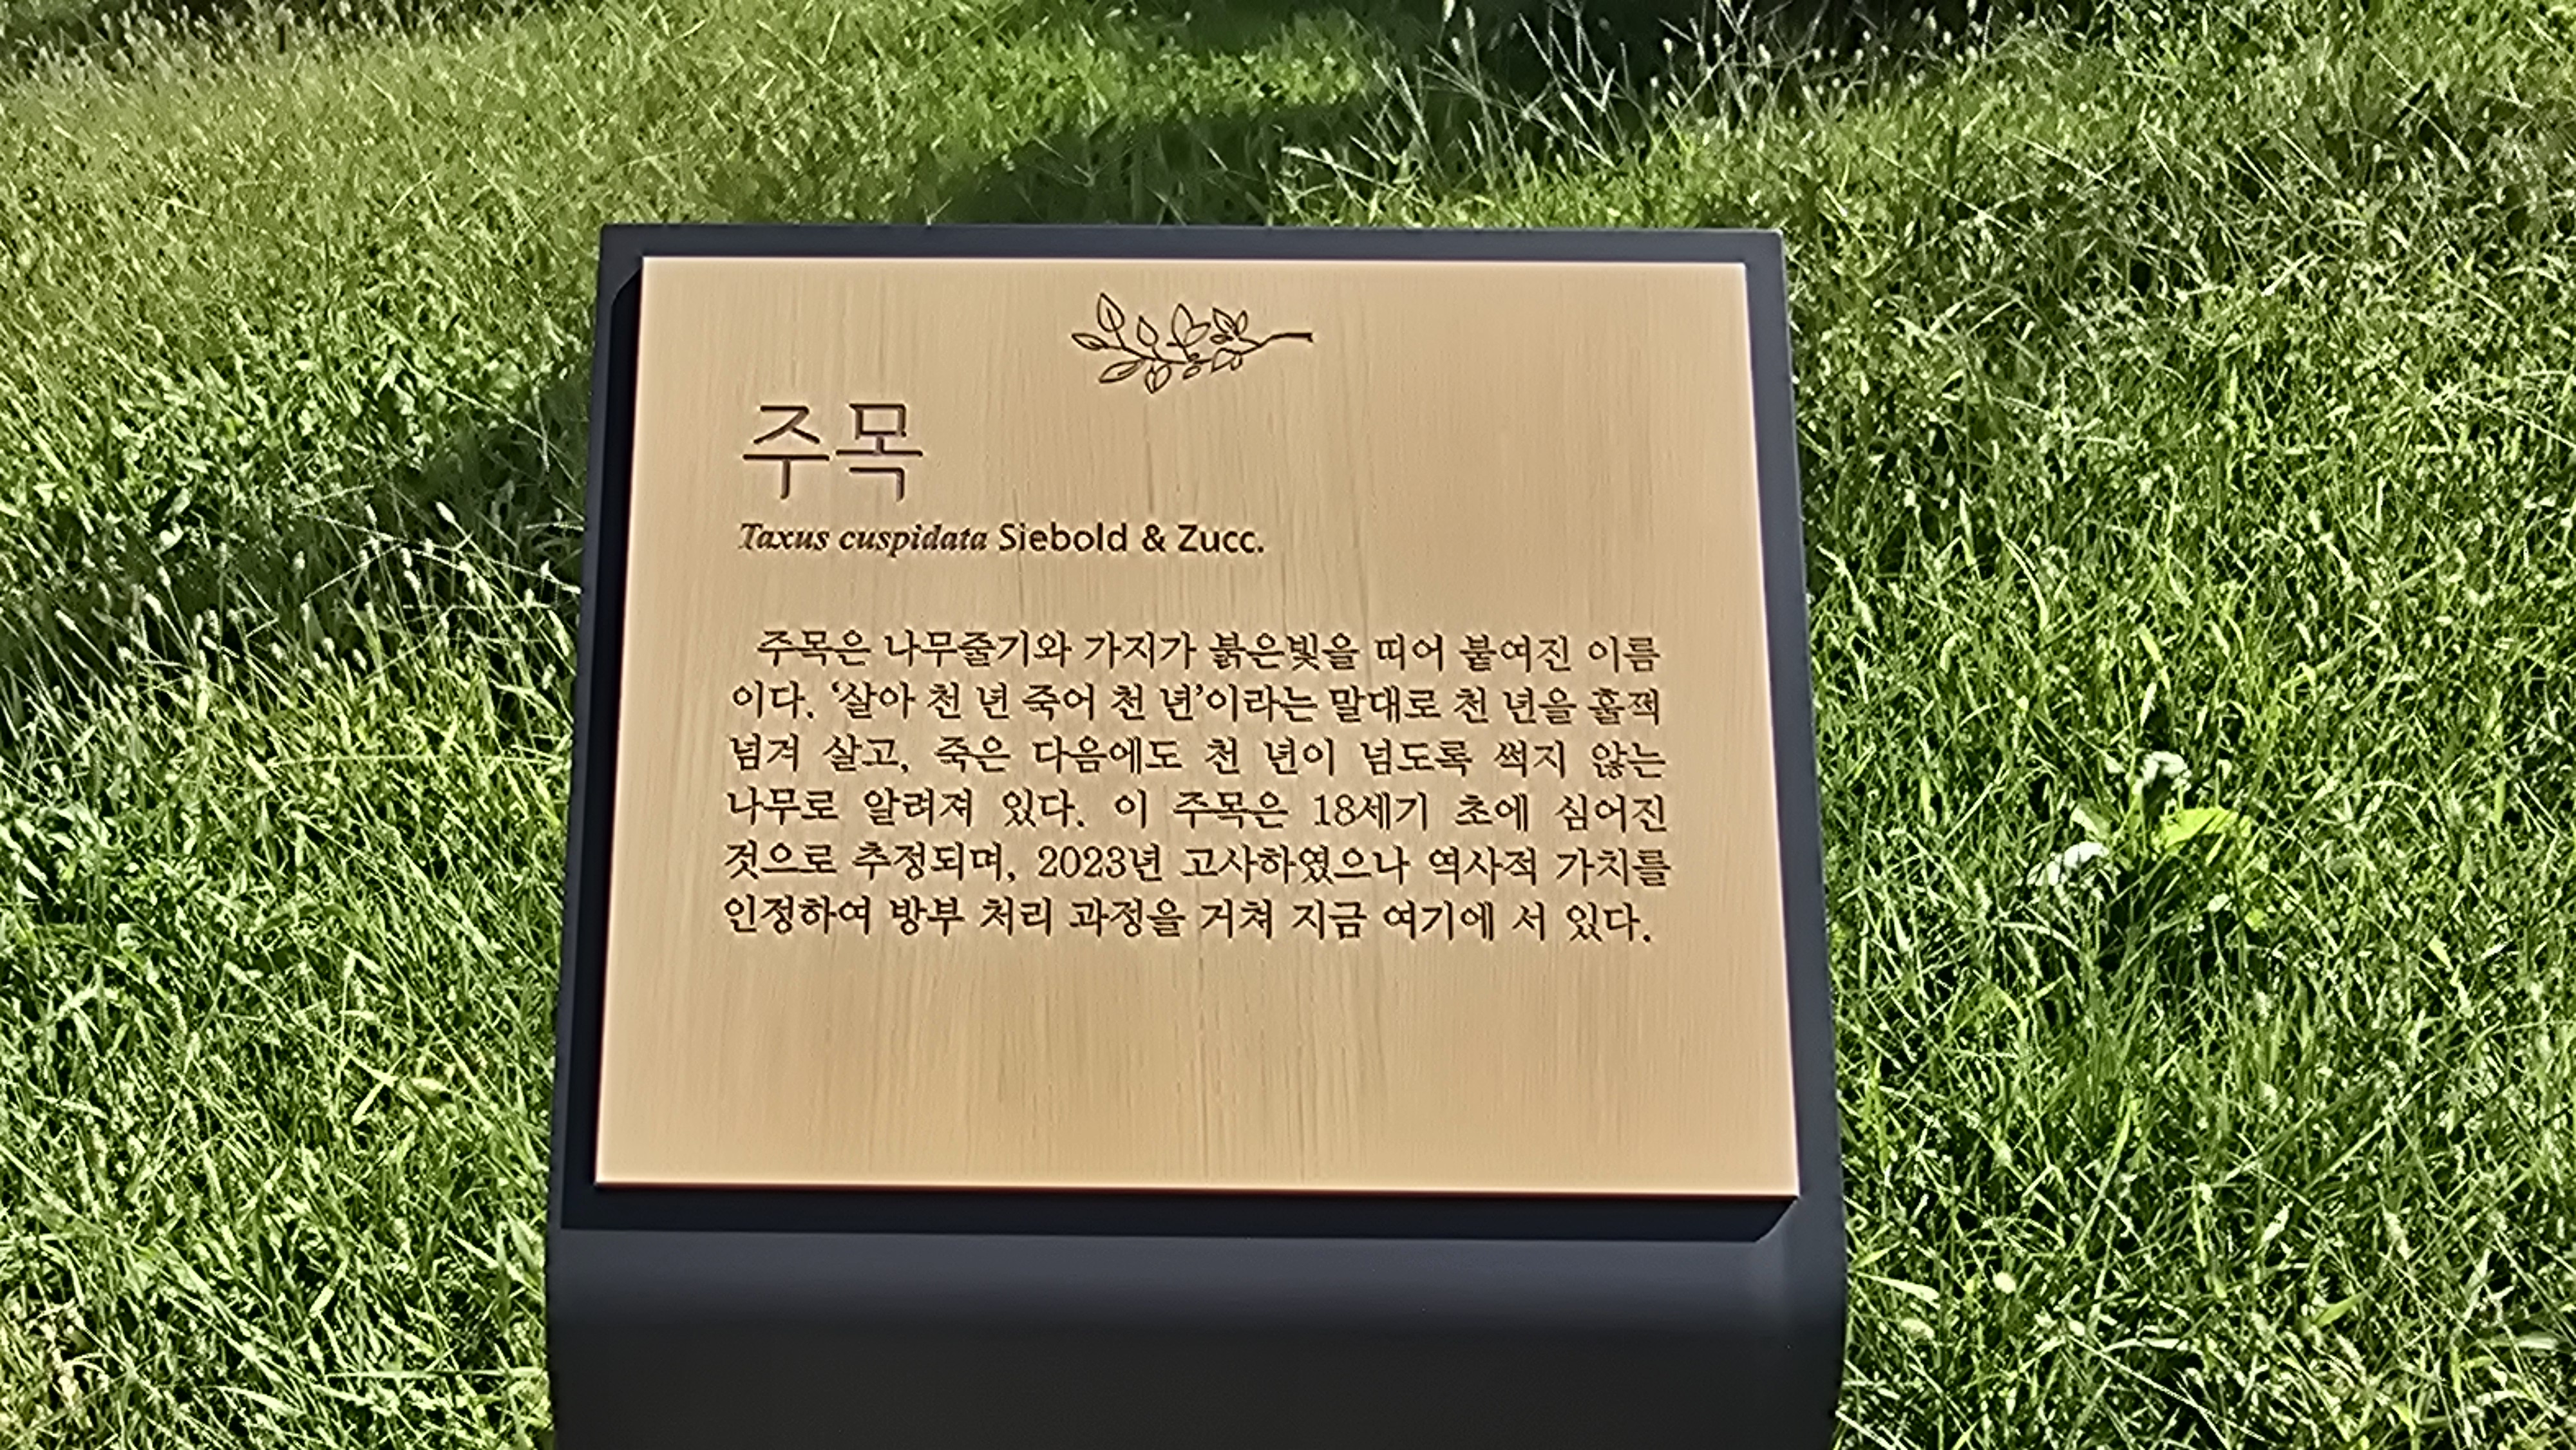 주목
Taxus cuspidata Siebold & Zucc.
주목은 나무줄기와 가지가 붉은빛을 띠어 붙여진 이름
이다. ‘살아 천 년 죽어 천 년’이라는 말대로 천 년을 훌쩍
넘겨 살고, 죽은 다음에도 천 년이 넘도록 썩지 않는
나무로 알려져 있다. 이 주목은 18세기 초에 심어진
것으로 추정되며, 2023년 고사하였으나 역사적 가치를
인정하여 방부 처리 과정을 거쳐 지금 여기에 서 있다.